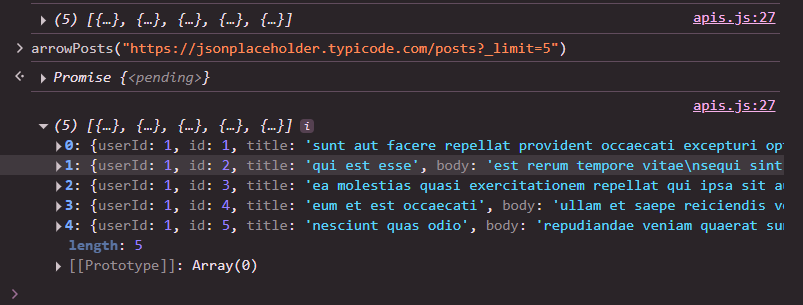 ▸ (5) [{…}, {…}, {…}, {…}, {…}] apis.js:27
> arrowPosts("https://jsonplaceholder.typicode.com/posts?_limit=5")
<· ▸ Promise {<pending>}
apis.js:27
▾ (5) [{…}, {…}, {…}, {…}, {…}] i
▸ 0: {userId: 1, id: 1, title: 'sunt aut facere repellat provident occaecati excepturi opt
▸ 1: {userId: 1, id: 2, title: 'qui est esse', body: 'est rerum tempore vitae\nsequi sint
▸ 2: {userId: 1, id: 3, title: 'ea molestias quasi exercitationem repellat qui ipsa sit au
▸ 3: {userId: 1, id: 4, title: 'eum et est occaecati', body: 'ullam et saepe reiciendis v
▸ 4: {userId: 1, id: 5, title: 'nesciunt quas odio', body: 'repudiandae veniam quaerat su
length: 5
▸ [[Prototype]]: Array(0)
>